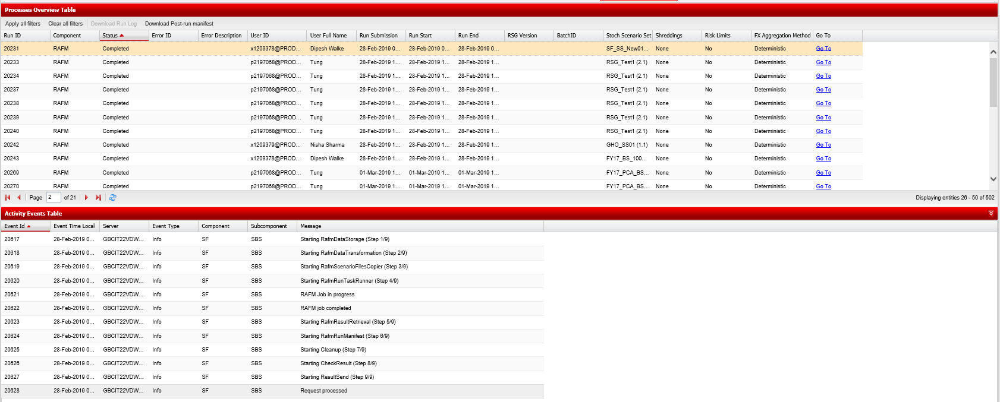 Processes Overview Table
Apply all filters Clear all filters Download Run Log Download Post-run manifest
Run ID Component Status Error ID Error Description User ID User Full Name Run Submission Run Start Run End RSG Version BatchID Stoch Scenario Set Shreddings Risk Limits FX Aggregation Method Go To
20231 RAFM Completed x1209378@PROD... Dipesh Walke 28-Feb-2019 0... 28-Feb-2019 0... 28-Feb-2019 0... SF_SS_New01... None No Deterministic Go To
20233 RAFM Completed p2197068@PROD... Tung 28-Feb-2019 1... 28-Feb-2019 1... 28-Feb-2019 1... RSG_Test1 (2.1) None No Deterministic Go To
20234 RAFM Completed p2197068@PROD... Tung 28-Feb-2019 1... 28-Feb-2019 1... 28-Feb-2019 1... RSG_Test1 (2.1) None No Deterministic Go To
20237 RAFM Completed p2197068@PROD... Tung 28-Feb-2019 1... 28-Feb-2019 1... 28-Feb-2019 1... RSG_Test1 (2.1) None No Deterministic Go To
20238 RAFM Completed p2197068@PROD... Tung 28-Feb-2019 1... 28-Feb-2019 1... 28-Feb-2019 1... RSG_Test1 (2.1) None No Deterministic Go To
20239 RAFM Completed p2197068@PROD... Tung 28-Feb-2019 1... 28-Feb-2019 1... 28-Feb-2019 1... RSG_Test1 (2.1) None No Deterministic Go To
20240 RAFM Completed p2197068@PROD... Tung 28-Feb-2019 1... 28-Feb-2019 1... 28-Feb-2019 1... RSG_Test1 (2.1) None No Deterministic Go To
20242 RAFM Completed x1209379@PROD... Nisha Sharma 28-Feb-2019 1... 28-Feb-2019 1... 28-Feb-2019 1... GHO_SS01 (1.1) None No Deterministic Go To
20243 RAFM Completed x1209378@PROD... Dipesh Walke 28-Feb-2019 1... 28-Feb-2019 1... 28-Feb-2019 1... FY17_BS_100... None No Deterministic Go To
20269 RAFM Completed p2197068@PROD... Tung 01-Mar-2019 1... 01-Mar-2019 1... 01-Mar-2019 1... FY17_PCA_BS... None No Deterministic Go To
20270 RAFM Completed p2197068@PROD... Tung 01-Mar-2019 1... 01-Mar-2019 1... 01-Mar-2019 1... FY17_PCA_BS... None No Deterministic Go To
Page 2 of 21 Displaying entities 26 - 50 of 502
Activity Events Table
Event Id Event Time Local Server Event Type Component Subcomponent Message
20617 28-Feb-2019 0... GBCIT22VDW... Info SF SBS Starting RafmDataStorage (Step 1/9)
20618 28-Feb-2019 0... GBCIT22VDW... Info SF SBS Starting RafmDataTransformation (Step 2/9)
20619 28-Feb-2019 0... GBCIT22VDW... Info SF SBS Starting RafmScenarioFilesCopier (Step 3/9)
20620 28-Feb-2019 0... GBCIT22VDW... Info SF SBS Starting RafmRunTaskRunner (Step 4/9)
20621 28-Feb-2019 0... GBCIT22VDW... Info SF SBS RAFM Job in progress
20622 28-Feb-2019 0... GBCIT22VDW... Info SF SBS RAFM job completed
20623 28-Feb-2019 0... GBCIT22VDW... Info SF SBS Starting RafmResultRetrieval (Step 5/9)
20624 28-Feb-2019 0... GBCIT22VDW... Info SF SBS Starting RafmRunManifest (Step 6/9)
20625 28-Feb-2019 0... GBCIT22VDW... Info SF SBS Starting Cleanup (Step 7/9)
20626 28-Feb-2019 0... GBCIT22VDW... Info SF SBS Starting CheckResult (Step 8/9)
20627 28-Feb-2019 0... GBCIT22VDW... Info SF SBS Starting ResultSend (Step 9/9)
20628 28-Feb-2019 0... GBCIT22VDW... Info SF SBS Request processed